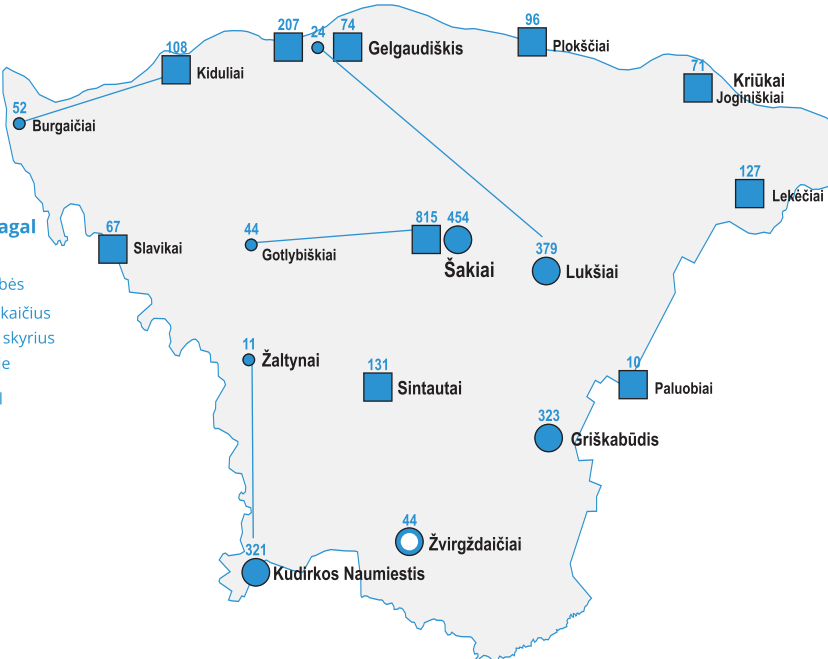 207
24
74
Gelgaudiškis
96
Plokščiai
108
Kiduliai
71
Kriūkai
Joginiškiai
52
Burgaičiai
127
Lekėčiai
67
Slavikai
agal
44
Gotlybiškiai
815
454
Šakiai
379
Lukšiai
bės
kaičius
skyrius
e
l
11
Žaltynai
131
Sintautai
10
Paluobiai
323
Griškabūdis
44
Žvirgždaičiai
321
Kudirkos Naumiestis